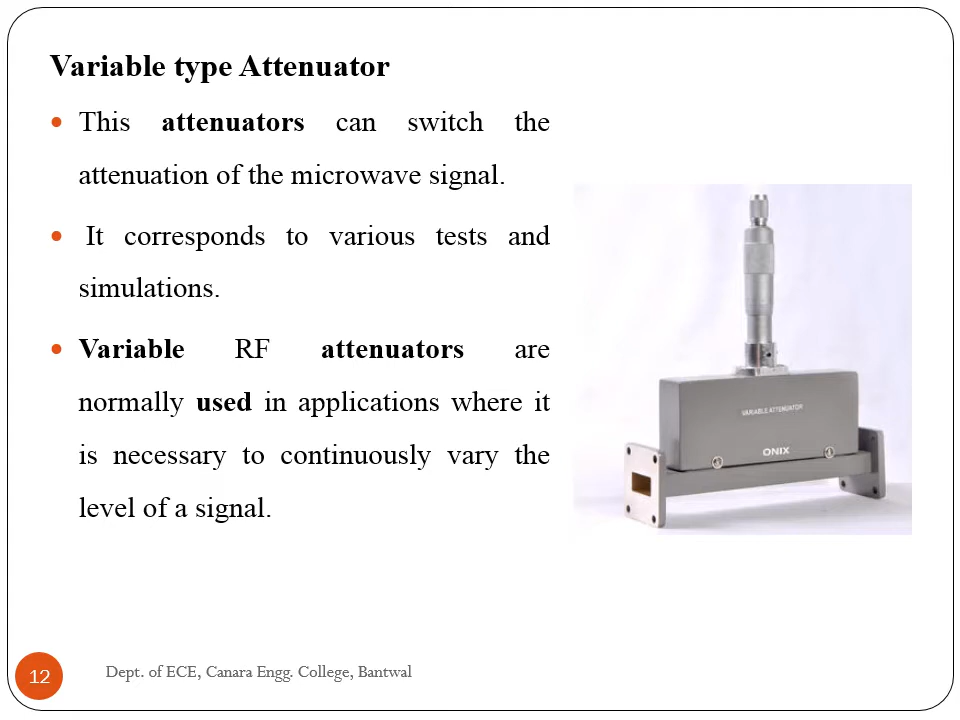 Variable type Attenuator
• This attenuators can switch the
attenuation of the microwave signal.
• It corresponds to various tests and
simulations.
• Variable RF attenuators are
normally used in applications where it
is necessary to continuously vary the
level of a signal.
VARIABLE ATTENUATOR
ONIX
12
Dept. of ECE, Canara Engg. College, Bantwal